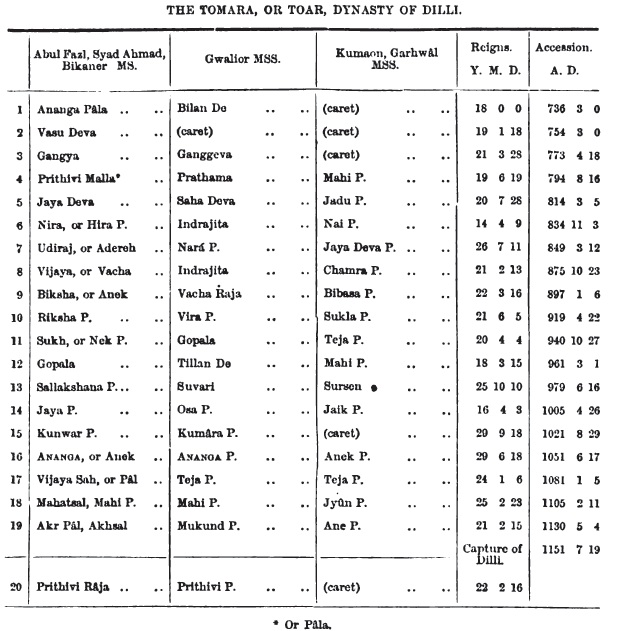 THE TOMARA, OR TOAR, DYNASTY OF DILLI.
Abul Fazl, Syad Ahmad, Bikaner MS. Gwalior MSS. Kumaon, Garhwâl MSS. Reigns. Y. M. D. Accession. A. D.
1 Ananga Pâla .. .. Bilan De .. .. (caret) .. .. 18 0 0 736 3 0
2 Vasu Deva .. .. (caret) .. .. (caret) .. .. 19 1 18 754 3 0
3 Gangya .. .. Ganggeva .. .. (caret) .. .. 21 3 28 773 4 18
4 Prithivi Malla* .. Prathama .. .. Mahi P. .. .. 19 6 19 794 8 16
5 Jaya Deva .. .. Saha Deva .. .. Jadu P. .. .. 20 7 28 814 3 5
6 Nira, or Hira P. .. Indrajita .. .. Nai P. .. .. 14 4 9 834 11 3
7 Udiraj, or Adereh .. Nará P. .. .. Jaya Deva P. .. .. 26 7 11 849 3 12
8 Vijaya, or Vacha .. Indrajita .. .. Chamra P. .. .. 21 2 13 875 10 23
9 Biksha, or Anek .. Vacha Raja .. .. Bibasa P. .. .. 22 3 16 897 1 6
10 Riksha P. .. .. Vira P. .. .. Sukla P. .. .. 21 6 5 919 4 22
11 Sukh, or Nek P. .. Gopala .. .. Teja P. .. .. 20 4 4 940 10 27
12 Gopala .. .. Tillan De .. .. Mahi P. .. .. 18 3 15 961 3 1
13 Sallakshana P... .. Suvari .. .. Sursen .. .. 25 10 10 979 6 16
14 Jaya P. .. .. Osa P. .. .. Jaik P. .. .. 16 4 3 1005 4 26
15 Kunwar P. .. .. Kumâra P. .. .. (caret) .. .. 29 9 18 1021 8 29
16 ANANGA, or Anek .. ANANGA P. .. .. Anek P. .. .. 29 6 18 1051 6 17
17 Vijaya Sah, or Pâl .. Teja P. .. .. Teja P. .. .. 24 1 6 1081 1 5
18 Mahatsal, Mahi P. .. Mahi P. .. .. Jyûn P. .. .. 25 2 23 1105 2 11
19 Akr Pâl, Akhsal .. Mukund P. .. .. Ane P. .. .. 21 2 15 1130 5 4
Capture of Dilli. 1151 7 19
20 Prithivi Râja .. .. Prithivi P. .. .. (caret) .. .. 22 2 16
* Or Pâla.